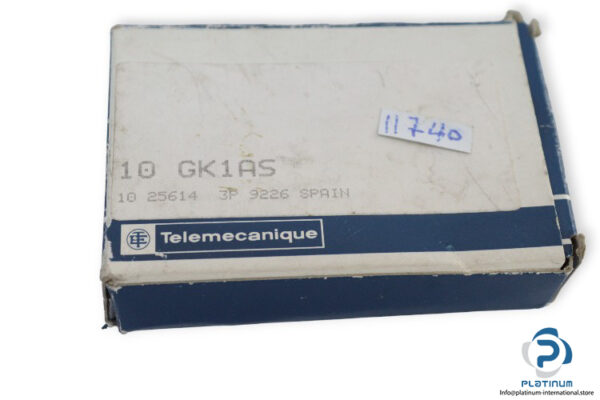 11740
10 GK1AS
10 25614 3P 9226 SPAIN
Telemecanique
PLATINUM
Info@platinum-international.store